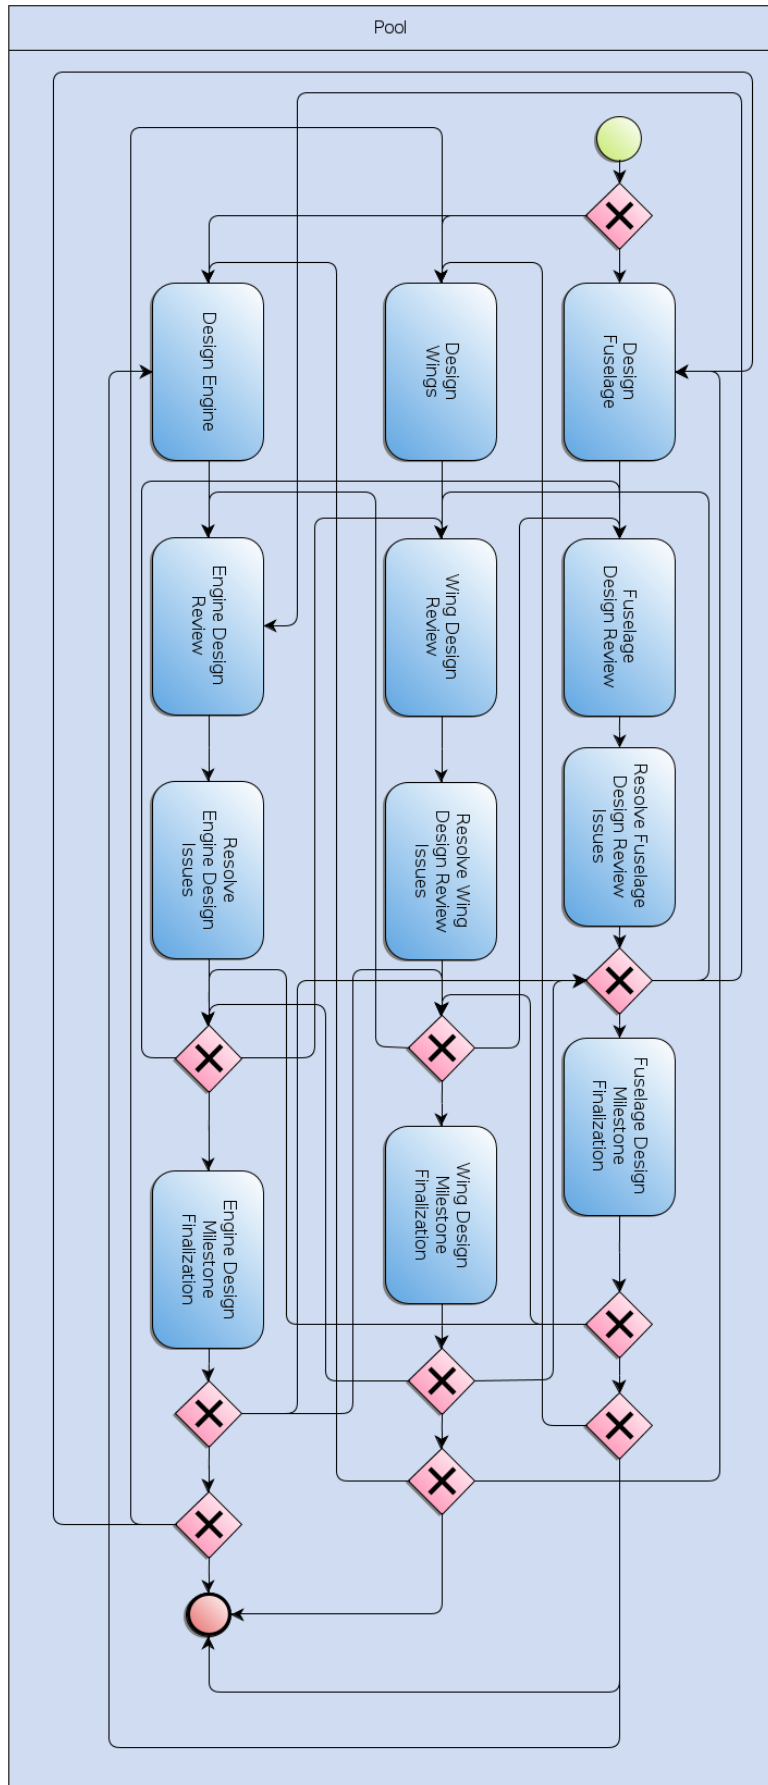 Pool
Design Engine
Design
Wings
Design
Fuselage
Engine Design
Review
Wing Design
Review
Fuselage
Design Review
Resolve
Engine Design
Issues
Resolve Wing
Design Review
Issues
Resolve Fuselage
Design Review
Issues
Engine Design
Milestone
Finalization
Wing Design
Milestone
Finalization
Fuselage Design
Milestone
Finalization